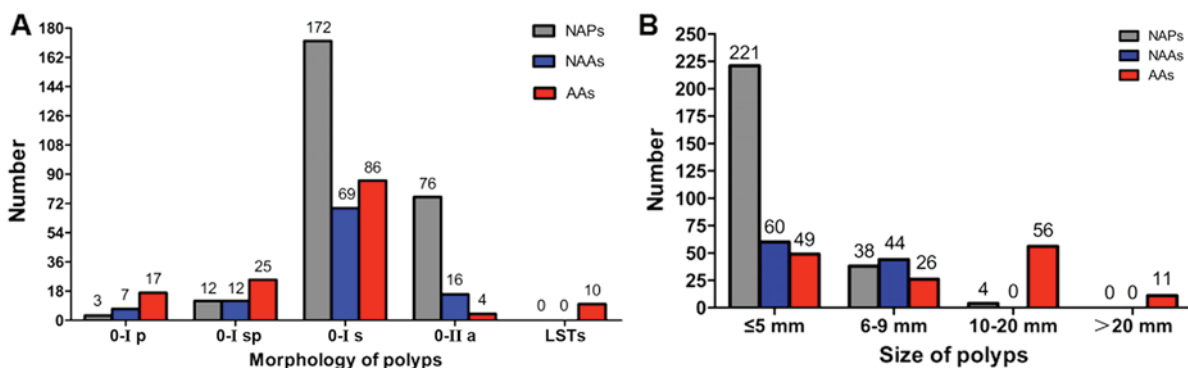 A
Number
180
162
144
126
108
90
72
54
36
18
0
NAPs
NAAs
AAs
3
7
17
12
12
25
172
69
86
76
16
4
0
0
10
0-I p
0-I sp
0-I s
0-II a
LSTs
Morphology of polyps
B
Number
250
225
200
175
150
125
100
75
50
25
0
NAPs
NAAs
AAs
221
60
49
38
44
26
4
0
56
0
0
11
≤5 mm
6-9 mm
10-20 mm
>20 mm
Size of polyps